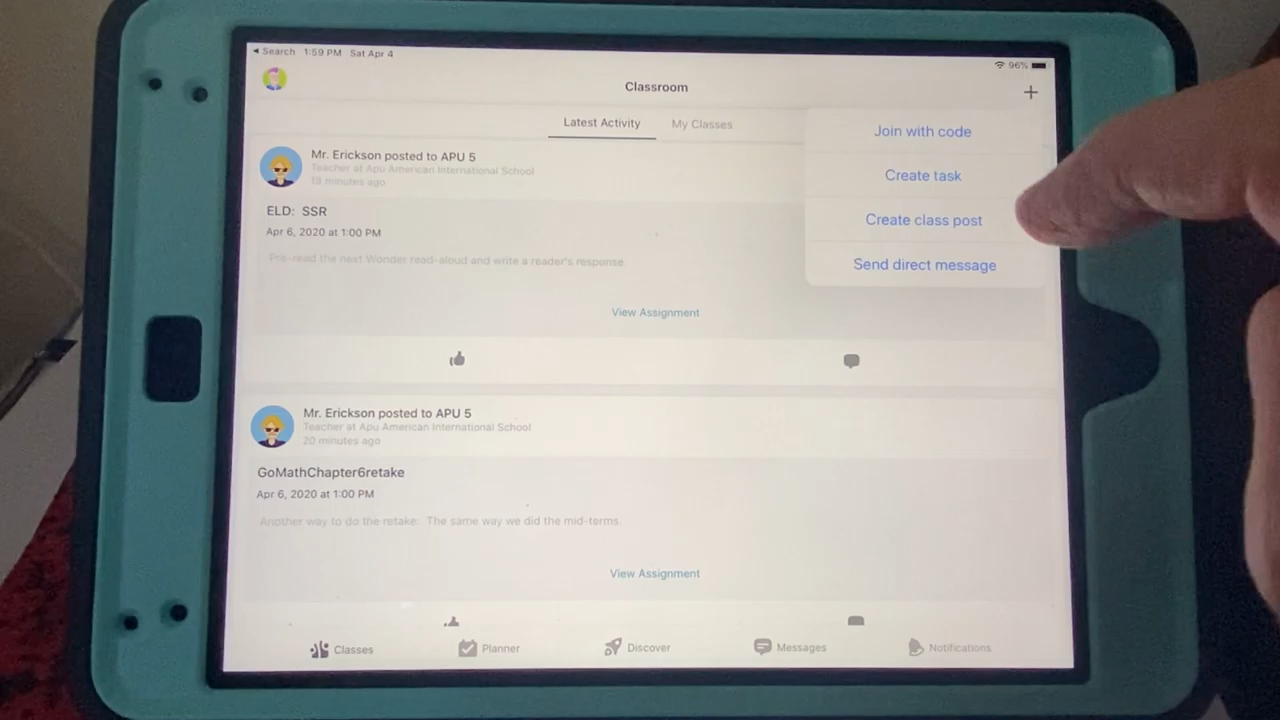 Search 1:59 PM Sat Apr 4
96%
Classroom
Latest Activity My Classes
Join with code
Create task
Create class post
Send direct message
Mr. Erickson posted to APU 5
Teacher at Apu American International School
19 minutes ago
ELD: SSR
Apr 6, 2020 at 1:00 PM
Pre-read the next Wonder read-aloud and write a reader's response.
View Assignment
Mr. Erickson posted to APU 5
Teacher at Apu American International School
20 minutes ago
GoMathChapter6retake
Apr 6, 2020 at 1:00 PM
Another way to do the retake: The same way we did the mid-terms.
View Assignment
Classes Planner Discover Messages Notifications